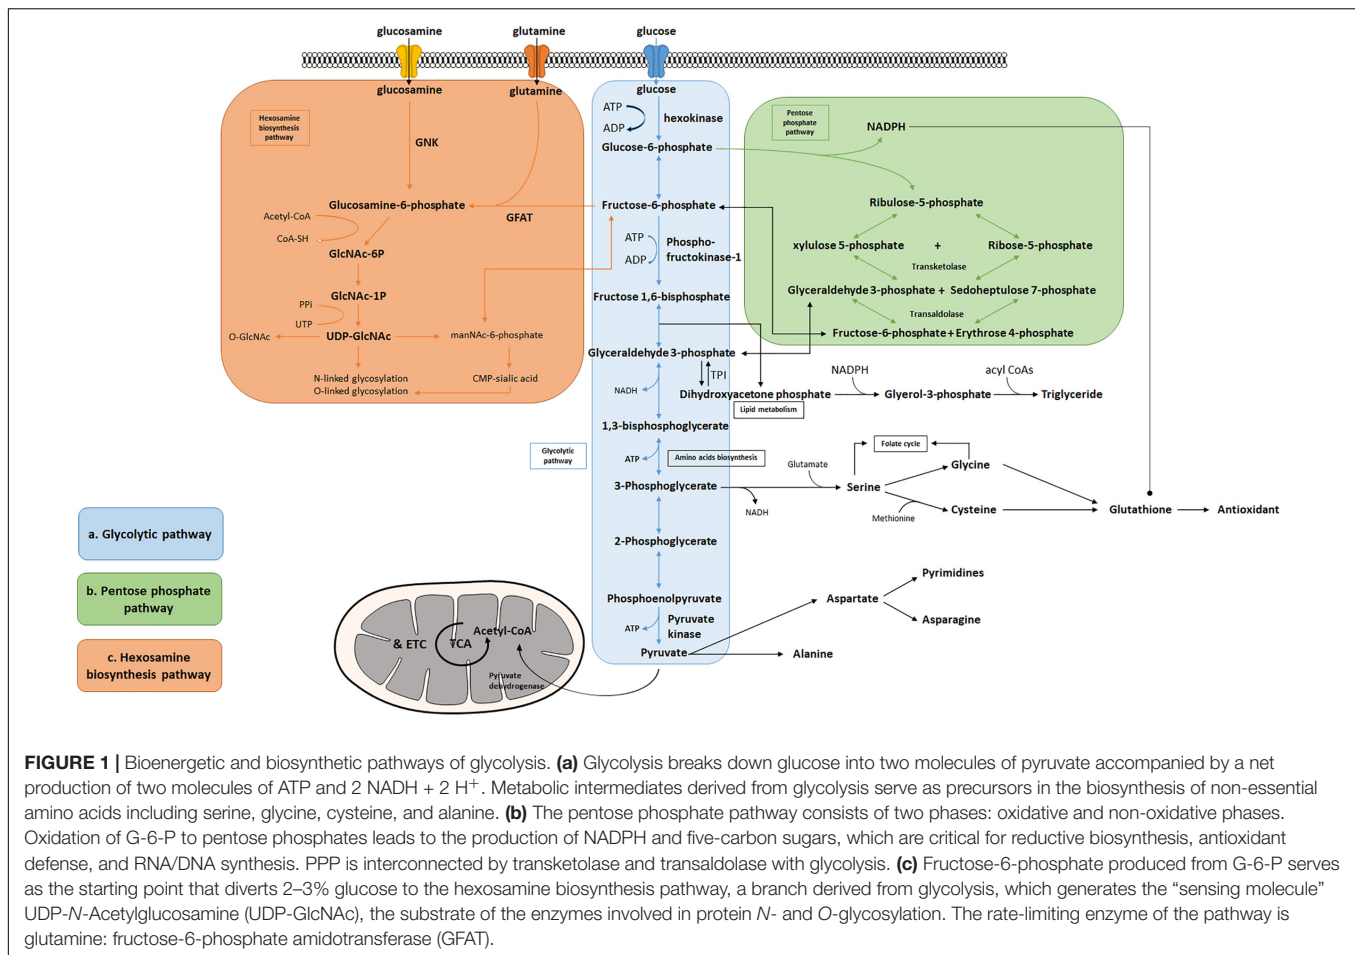 glucosamine
glutamine
glucose
glucosamine
glutamine
glucose
Hexosamine
biosynthesis
pathway
Pentose
phosphate
pathway
ATP
ADP
hexokinase
NADPH
GNK
Glucose-6-phosphate
Glucosamine-6-phosphate
GFAT
Fructose-6-phosphate
Ribulose-5-phosphate
Acetyl-CoA
CoA-SH
GlcNAc-6P
ATP
ADP
Phospho-
fructokinase-1
xylulose 5-phosphate
+
Ribose-5-phosphate
Transketolase
GlcNAc-1P
PPi
UTP
Fructose 1,6-bisphosphate
Glyceraldehyde 3-phosphate + Sedoheptulose 7-phosphate
Transaldolase
O-GlcNAc
UDP-GlcNAc
manNAc-6-phosphate
Fructose-6-phosphate+Erythrose 4-phosphate
Glyceraldehyde 3-phosphate
N-linked glycosylation
O-linked glycosylation
CMP-sialic acid
NADH
TPI
NADPH
acyl CoAs
Dihydroxyacetone phosphate
Glyerol-3-phosphate
Triglyceride
Lipid metabolism
1,3-bisphosphoglycerate
Glycolytic
pathway
ATP
Amino acids biosynthesis
Folate cycle
Glutamate
Glycine
3-Phosphoglycerate
Serine
NADH
Methionine
Cysteine
Glutathione
Antioxidant
a. Glycolytic pathway
2-Phosphoglycerate
b. Pentose phosphate
pathway
Phosphoenolpyruvate
Pyrimidines
Aspartate
Asparagine
ATP
Pyruvate
kinase
Acetyl-CoA
& ETC
TCA
c. Hexosamine
biosynthesis pathway
Pyruvate
Alanine
Pyruvate
dehydrogenase
FIGURE 1 | Bioenergetic and biosynthetic pathways of glycolysis. (a) Glycolysis breaks down glucose into two molecules of pyruvate accompanied by a net
production of two molecules of ATP and 2 NADH + 2 H+. Metabolic intermediates derived from glycolysis serve as precursors in the biosynthesis of non-essential
amino acids including serine, glycine, cysteine, and alanine. (b) The pentose phosphate pathway consists of two phases: oxidative and non-oxidative phases.
Oxidation of G-6-P to pentose phosphates leads to the production of NADPH and five-carbon sugars, which are critical for reductive biosynthesis, antioxidant
defense, and RNA/DNA synthesis. PPP is interconnected by transketolase and transaldolase with glycolysis. (c) Fructose-6-phosphate produced from G-6-P serves
as the starting point that diverts 2–3% glucose to the hexosamine biosynthesis pathway, a branch derived from glycolysis, which generates the “sensing molecule”
UDP-N-Acetylglucosamine (UDP-GlcNAc), the substrate of the enzymes involved in protein N- and O-glycosylation. The rate-limiting enzyme of the pathway is
glutamine: fructose-6-phosphate amidotransferase (GFAT).